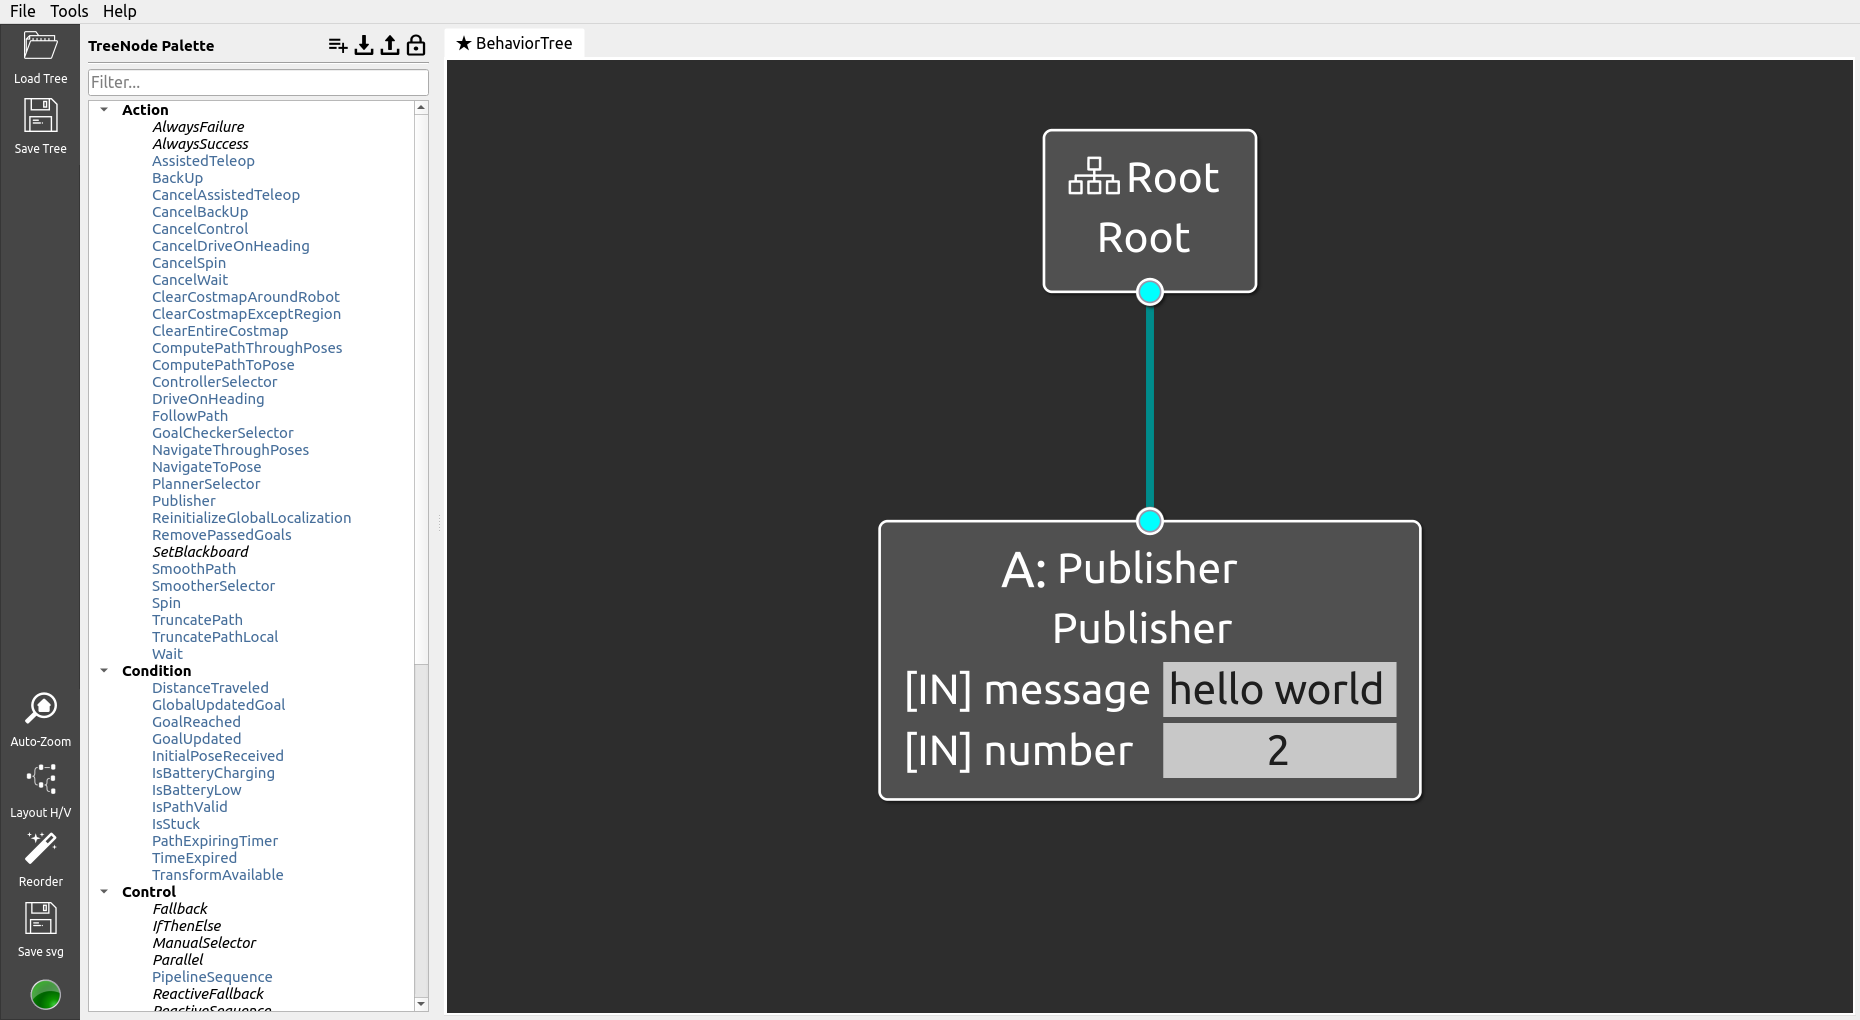 File Tools Help
Load Tree
Save Tree
Auto-Zoom
Layout H/V
Reorder
Save svg
TreeNode Palette
Filter...
Action
AlwaysFailure
AlwaysSuccess
AssistedTeleop
BackUp
CancelAssistedTeleop
CancelBackUp
CancelControl
CancelDriveOnHeading
CancelSpin
CancelWait
ClearCostmapAroundRobot
ClearCostmapExceptRegion
ClearEntireCostmap
ComputePathThroughPoses
ComputePathToPose
ControllerSelector
DriveOnHeading
FollowPath
GoalCheckerSelector
NavigateThroughPoses
NavigateToPose
PlannerSelector
Publisher
ReinitializeGlobalLocalization
RemovePassedGoals
SetBlackboard
SmoothPath
SmootherSelector
Spin
TruncatePath
TruncatePathLocal
Wait
Condition
DistanceTraveled
GlobalUpdatedGoal
GoalReached
GoalUpdated
InitialPoseReceived
IsBatteryCharging
IsBatteryLow
IsPathValid
IsStuck
PathExpiringTimer
TimeExpired
TransformAvailable
Control
Fallback
IfThenElse
ManualSelector
Parallel
PipelineSequence
ReactiveFallback
ReactiveSequence
★ BehaviorTree
Root
Root
A: Publisher
Publisher
[IN] message hello world
[IN] number 2